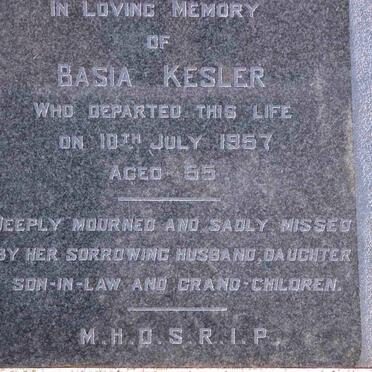 IN LOVING MEMORY
OF
BASIA KESLER
WHO DEPARTED THIS LIFE
ON 10TH JULY 1957
AGED
DEEPLY MOURNED AND SADLY MISSED
BY HER SORROWING HUSBAND, DAUGHTER
SON-IN-LAW AND GRAND-CHILDREN.
M.H.D.S.R.I.P.